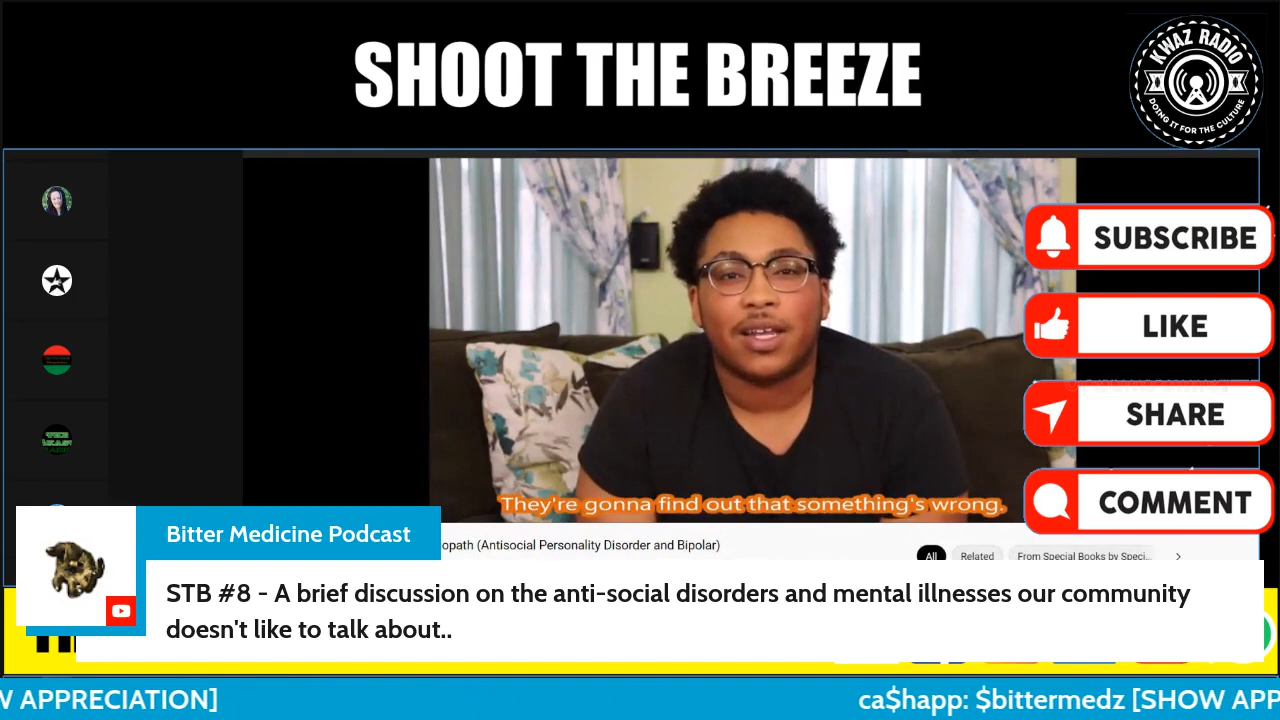 SHOOT THE BREEZE
KWAZ RADIO
DOING IT FOR THE CULTURE
SUBSCRIBE
LIKE
SHARE
COMMENT
They're gonna find out that something's wrong.
opath (Antisocial Personality Disorder and Bipolar)
All
Related
From Special Books by Speci...
Bitter Medicine Podcast
STB #8 - A brief discussion on the anti-social disorders and mental illnesses our community
doesn't like to talk about..
W APPRECIATION]
ca$happ: $bittermedz [SHOW APP